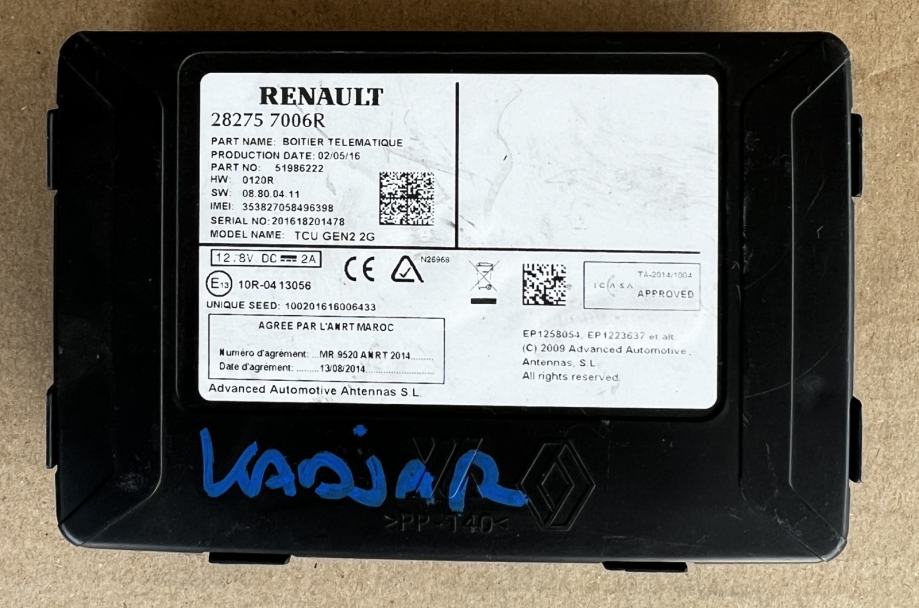 RENAULT
28275 7006R
PART NAME: BOITIER TELEMATIQUE
PRODUCTION DATE: 02/05/16
PART NO: 51986222
HW: 0120R
SW: 08.80.04.11
IMEI: 353827058496398
SERIAL NO:201618201478
MODEL NAME: TCU GEN2 2G
12.8V DC 2A
N26968
E13 10R-04 13056
UNIQUE SEED: 100201616006433
AGREE PAR L'ANRT MAROC
Numéro d'agrément: ...MR 9520 ANRT 2014......
Date d'agrément: .........13/08/2014......
Advanced Automotive Antennas S.L.
TA-2014/1004
ICASA APPROVED
EP1258054, EP1223637 et alt.
(C) 2009 Advanced Automotive
Antennas, S.L.
All rights reserved.
KADJAR
>PP-T40<